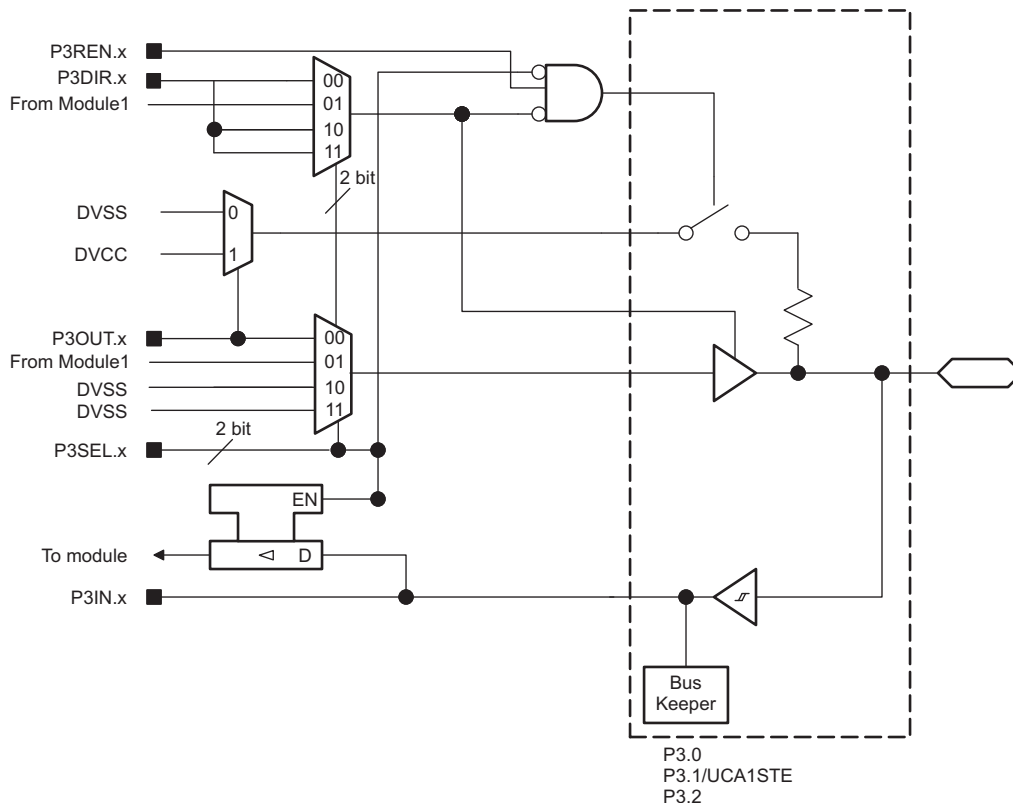 P3REN.x
P3DIR.x
From Module1
00
01
10
11
2 bit
DVSS
DVCC
0
1
P3OUT.x
From Module1
DVSS
DVSS
00
01
10
11
P3SEL.x
2 bit
EN
D
To module
P3IN.x
Bus
Keeper
P3.0
P3.1/UCA1STE
P3.2